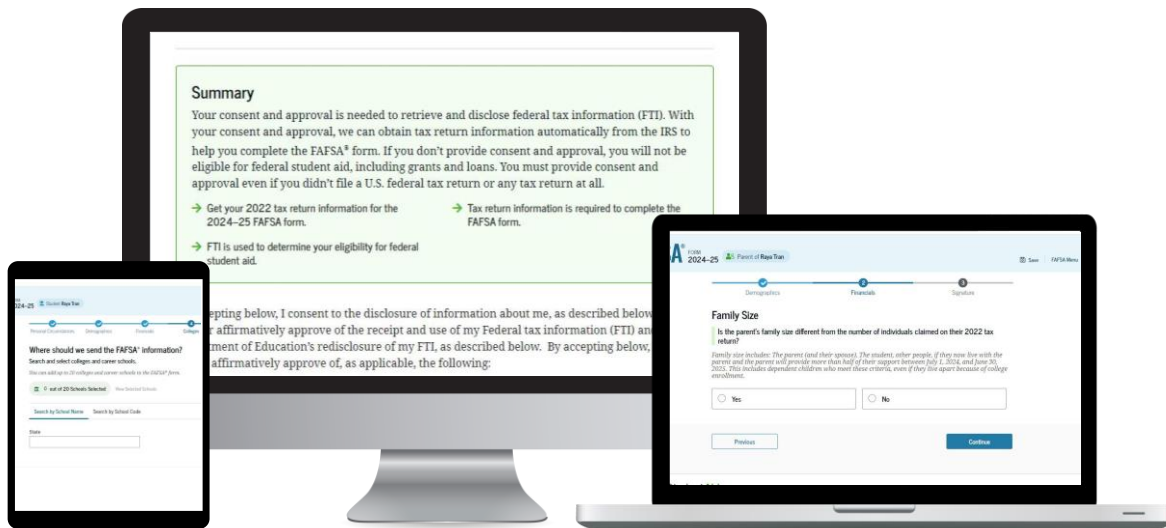 Summary
Your consent and approval is needed to retrieve and disclose federal tax information (FTI). With
your consent and approval, we can obtain tax return information automatically from the IRS to
help you complete the FAFSA® form. If you don't provide consent and approval, you will not be
eligible for federal student aid, including grants and loans. You must provide consent and
approval even if you didn't file a U.S. federal tax return or any tax return at all.
→ Get your 2022 tax return information for the
2024–25 FAFSA form.
→ FTI is used to determine your eligibility for federal
student aid.
→ Tax return information is required to complete the
FAFSA form.
epting below, I consent to the disclosure of information about me, as described below
r affirmatively approve of the receipt and use of my Federal tax information (FTI) and
tment of Education's redisclosure of my FTI, as described below. By accepting below,
affirmatively approve of, as applicable, the following:
024–25 Student Raya Tran
Personal Circumstances Demographics Financials Colleges
Where should we send the FAFSA® information?
Search and select colleges and career schools.
You can add up to 20 colleges and career schools to the FAFSA® form.
0 out of 20 Schools Selected View Selected Schools
Search by School Name Search by School Code
State
A® FORM
2024–25 Parent of Raya Tran
Save FAFSA Menu
2 3
Demographics Financials Signature
Family Size
Is the parent's family size different from the number of individuals claimed on their 2022 tax
return?
Family size includes: The parent (and their spouse). The student, other people, if they now live with the
parent and the parent will provide more than half of their support between July 1, 2024, and June 30,
2025. This includes dependent children who meet these criteria, even if they live apart because of college
enrollment.
Yes No
Previous Continue